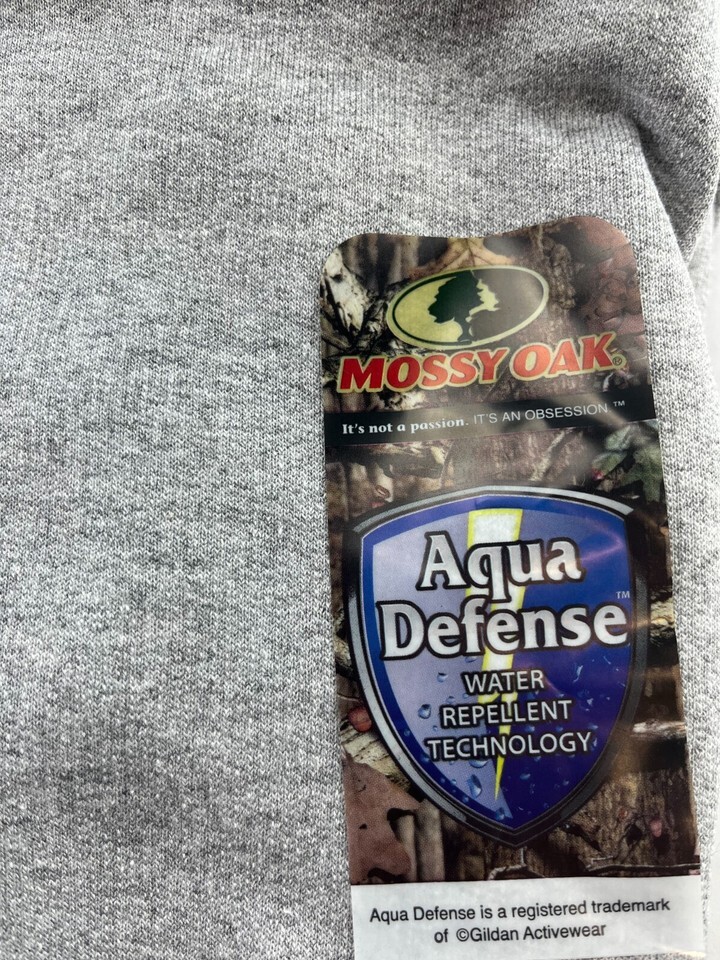 MOSSY OAK®
It's not a passion. IT'S AN OBSESSION ™
Aqua
Defense™
WATER
REPELLENT
TECHNOLOGY
Aqua Defense is a registered trademark
of ©Gildan Activewear